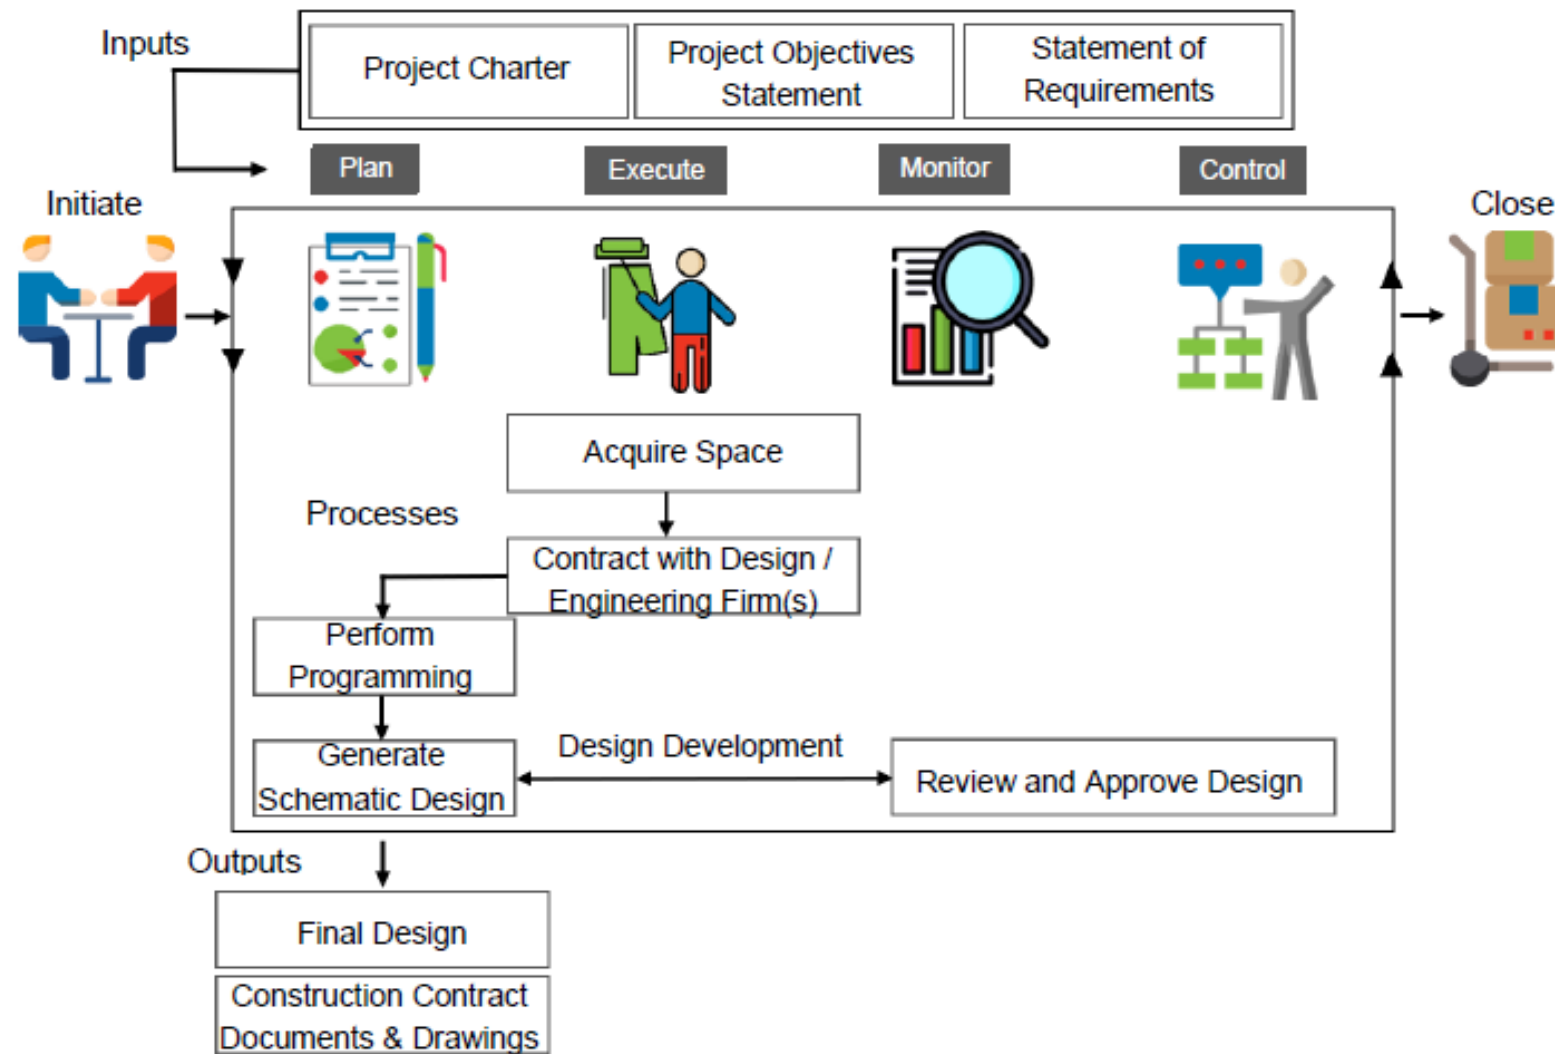 Inputs
Project Charter
Project Objectives
Statement
Statement of
Requirements
Plan
Execute
Monitor
Control
Initiate
Close
Acquire Space
Processes
Contract with Design /
Engineering Firm(s)
Perform
Programming
Generate
Schematic Design
Design Development
Review and Approve Design
Outputs
Final Design
Construction Contract
Documents & Drawings